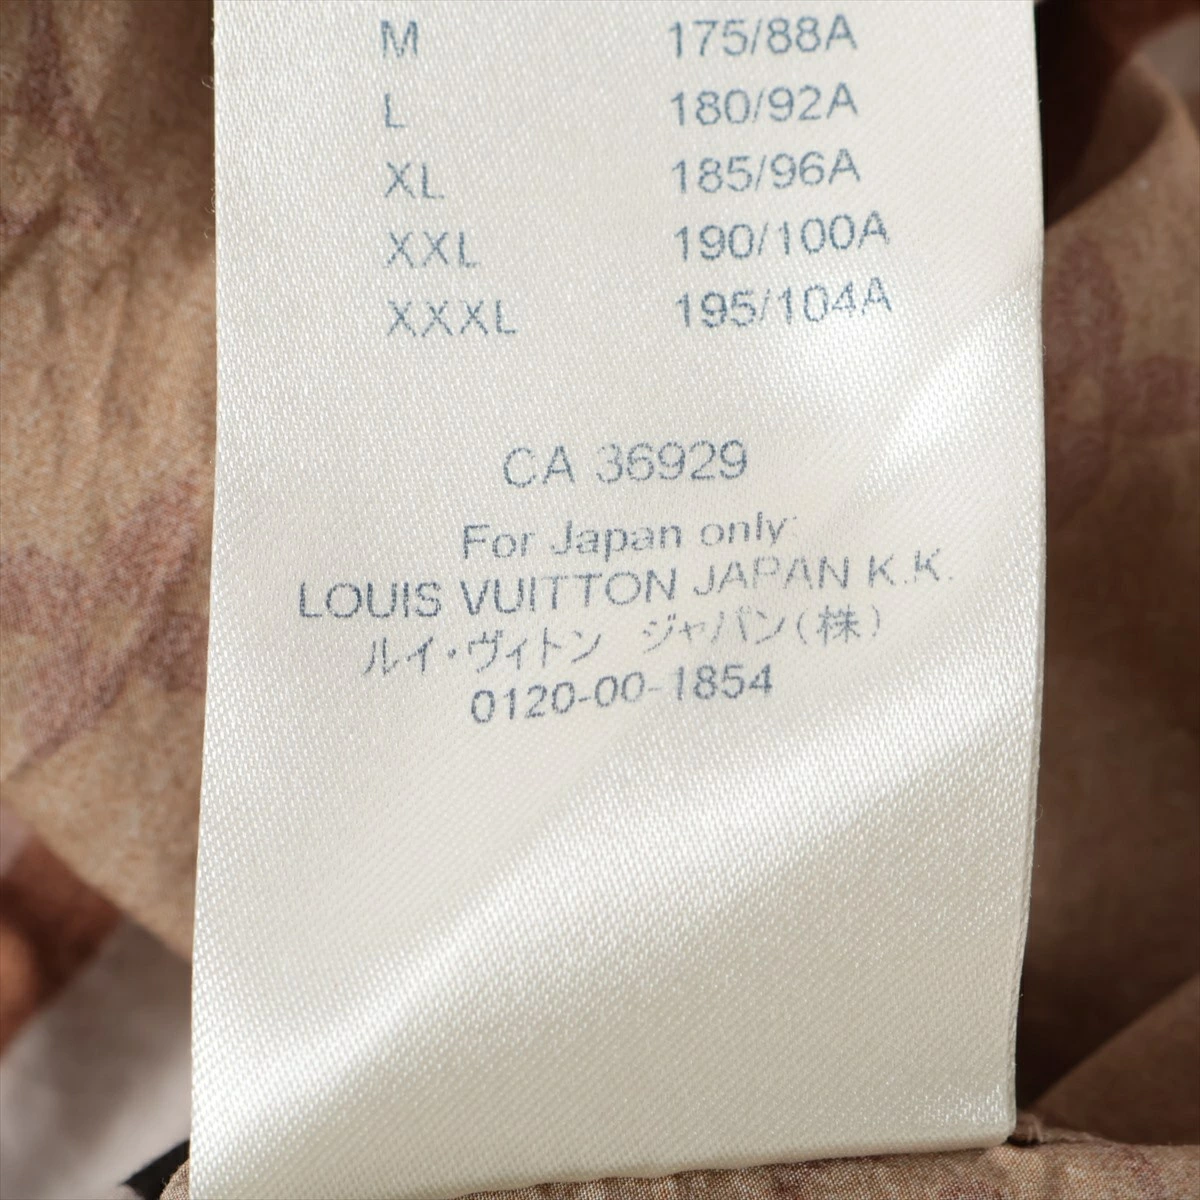 M 175/88A
L 180/92A
XL 185/96A
XXL 190/100A
XXXL 195/104A
CA 36929
For Japan only:
LOUIS VUITTON JAPAN K.K.
ルイ・ヴィトン ジャパン(株)
0120-00-1854